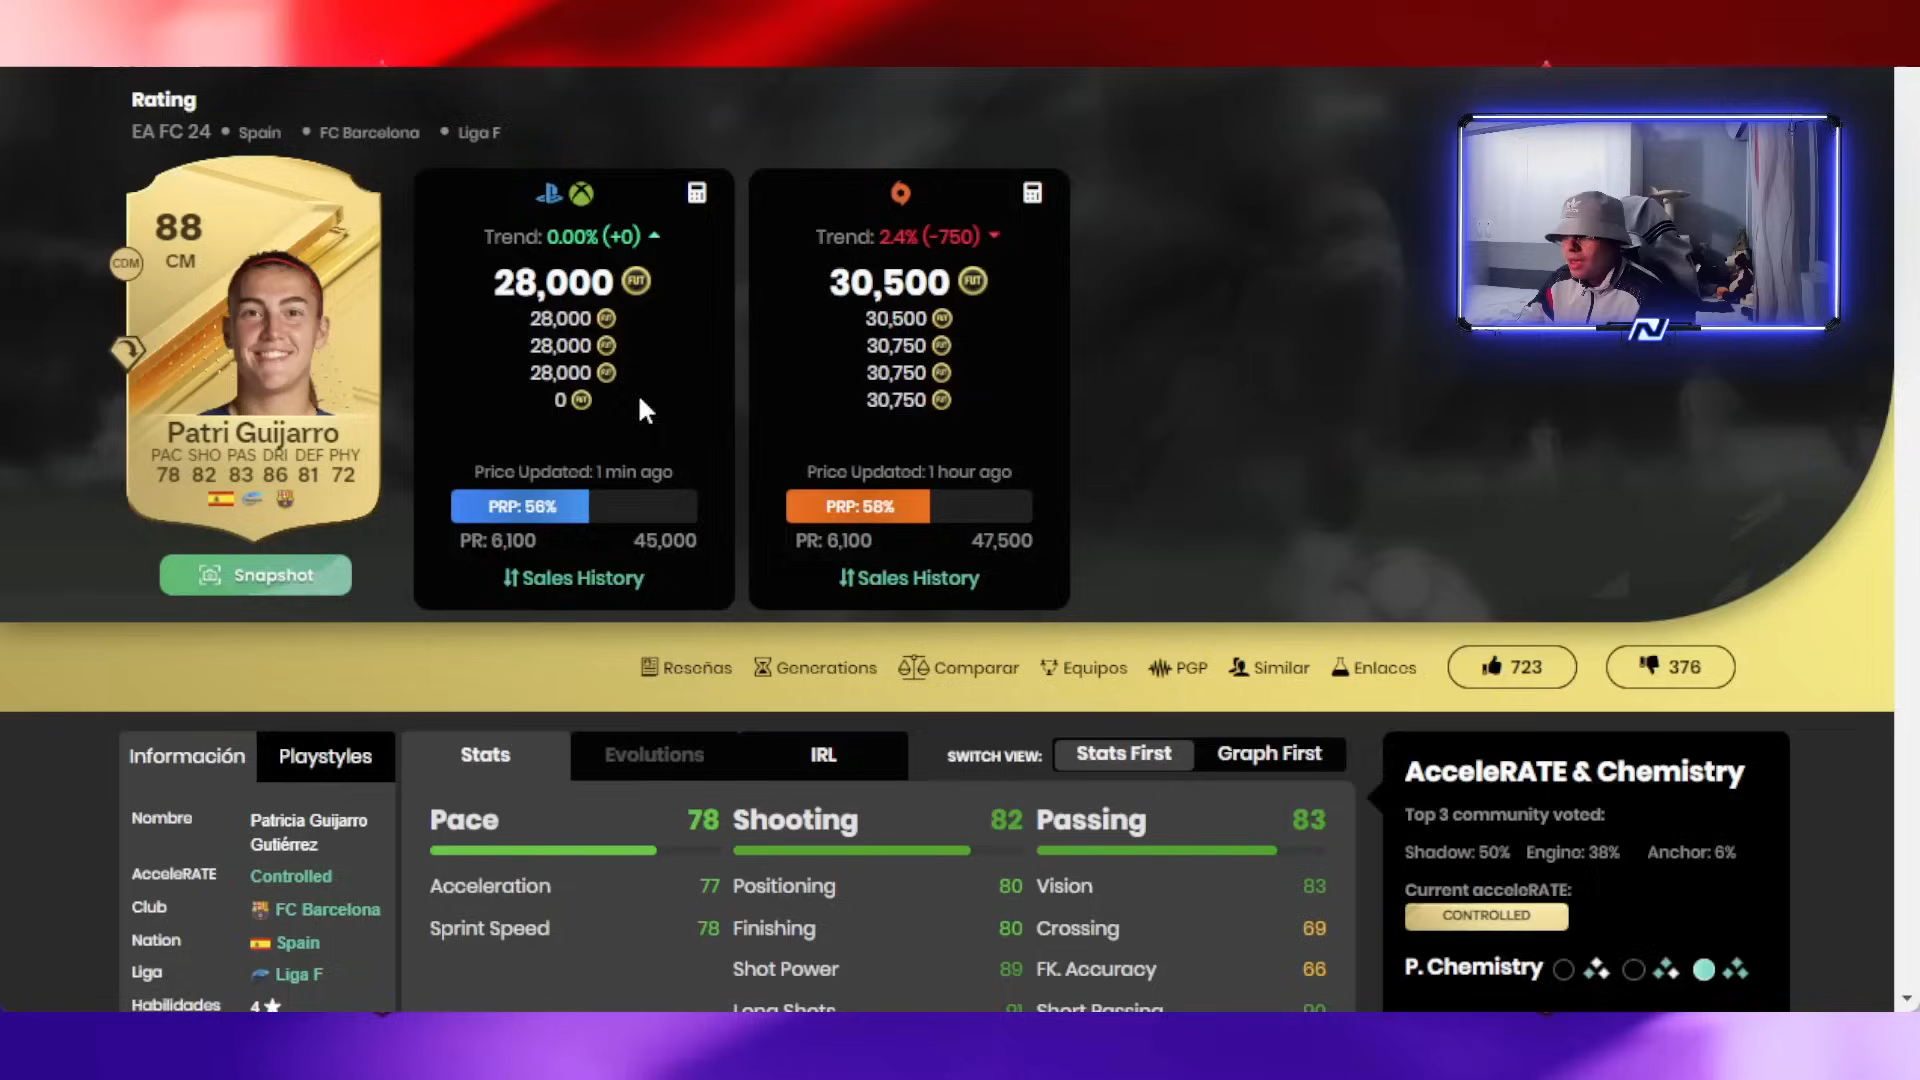 Rating
EA FC 24 • Spain • FC Barcelona • Liga F
88
CM
CDM
Patri Guijarro
PAC SHO PAS DRI DEF PHY
78 82 83 86 81 72
Snapshot
Trend: 0.00% (+0)
28,000
28,000
28,000
28,000
0
Price Updated: 1 min ago
PRP: 56%
PR: 6,100 45,000
Sales History
Trend: 2.4% (-750)
30,500
30,500
30,750
30,750
30,750
Price Updated: 1 hour ago
PRP: 58%
PR: 6,100 47,500
Sales History
Reseñas Generations Comparar Equipos PGP Similar Enlaces 723 376
Información Playstyles
Nombre Patricia Guijarro
Gutiérrez
AcceleRATE Controlled
Club FC Barcelona
Nation Spain
Liga Liga F
Habilidades 4
Stats Evolutions IRL SWITCH VIEW: Stats First Graph First
Pace 78 Shooting 82 Passing 83
Acceleration 77 Positioning 80 Vision 83
Sprint Speed 78 Finishing 80 Crossing 69
Shot Power 89 FK. Accuracy 66
Long Shots 91 Short Passing 90
AcceleRATE & Chemistry
Top 3 community voted:
Shadow: 50% Engine: 38% Anchor: 6%
Current acceleRATE:
CONTROLLED
P. Chemistry